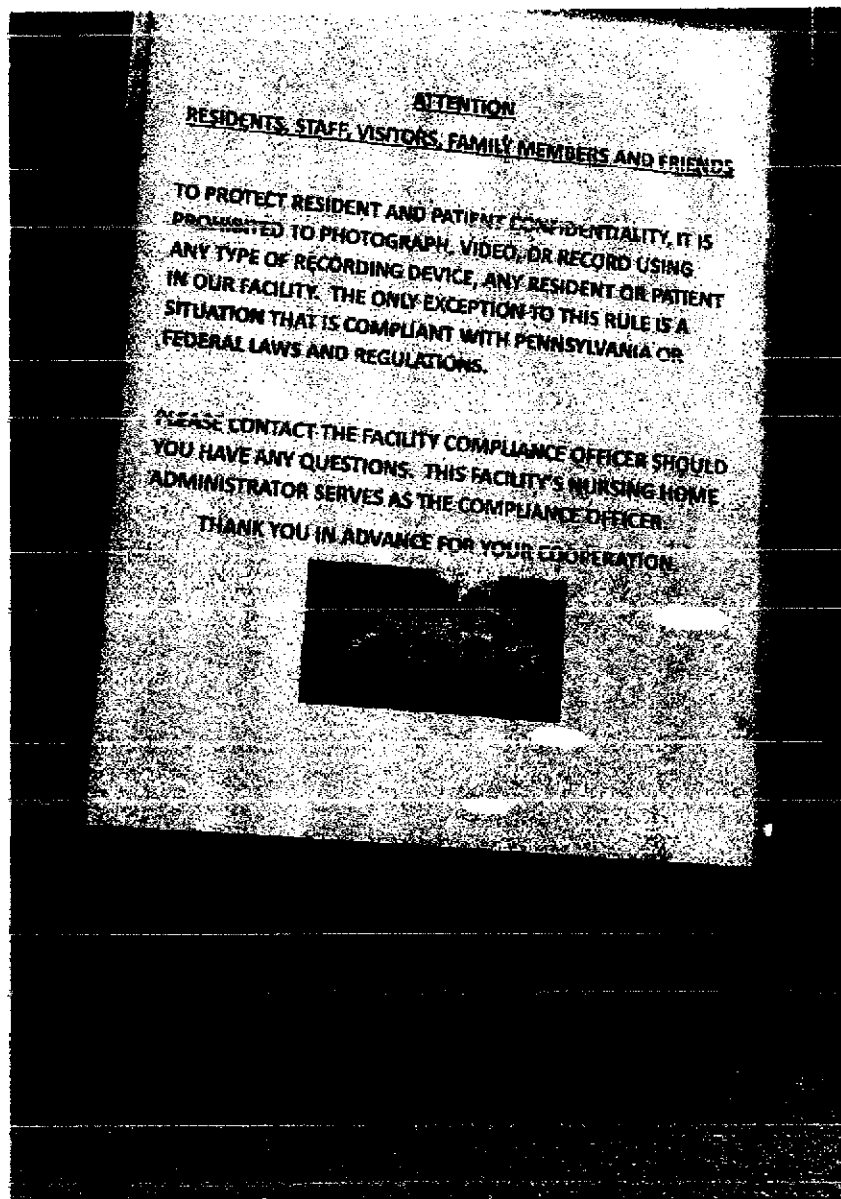 ATTENTION
RESIDENTS, STAFF, VISITORS, FAMILY MEMBERS AND FRIENDS
TO PROTECT RESIDENT AND PATIENT CONFIDENTIALITY, IT IS
PROHIBITED TO PHOTOGRAPH, VIDEO, OR RECORD USING
ANY TYPE OF RECORDING DEVICE, ANY RESIDENT OR PATIENT
IN OUR FACILITY. THE ONLY EXCEPTION TO THIS RULE IS A
SITUATION THAT IS COMPLIANT WITH PENNSYLVANIA OR
FEDERAL LAWS AND REGULATIONS.
PLEASE CONTACT THE FACILITY COMPLIANCE OFFICER SHOULD
YOU HAVE ANY QUESTIONS. THIS FACILITY'S NURSING HOME
ADMINISTRATOR SERVES AS THE COMPLIANCE OFFICER.
THANK YOU IN ADVANCE FOR YOUR COOPERATION.